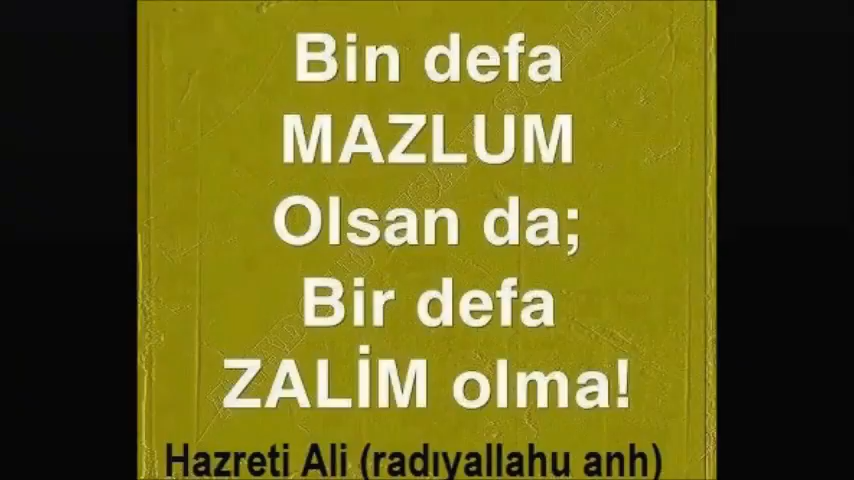 Bin defa
MAZLUM
Olsan da;
Bir defa
ZALİM olma!
Hazreti Ali (radıyallahu anh)